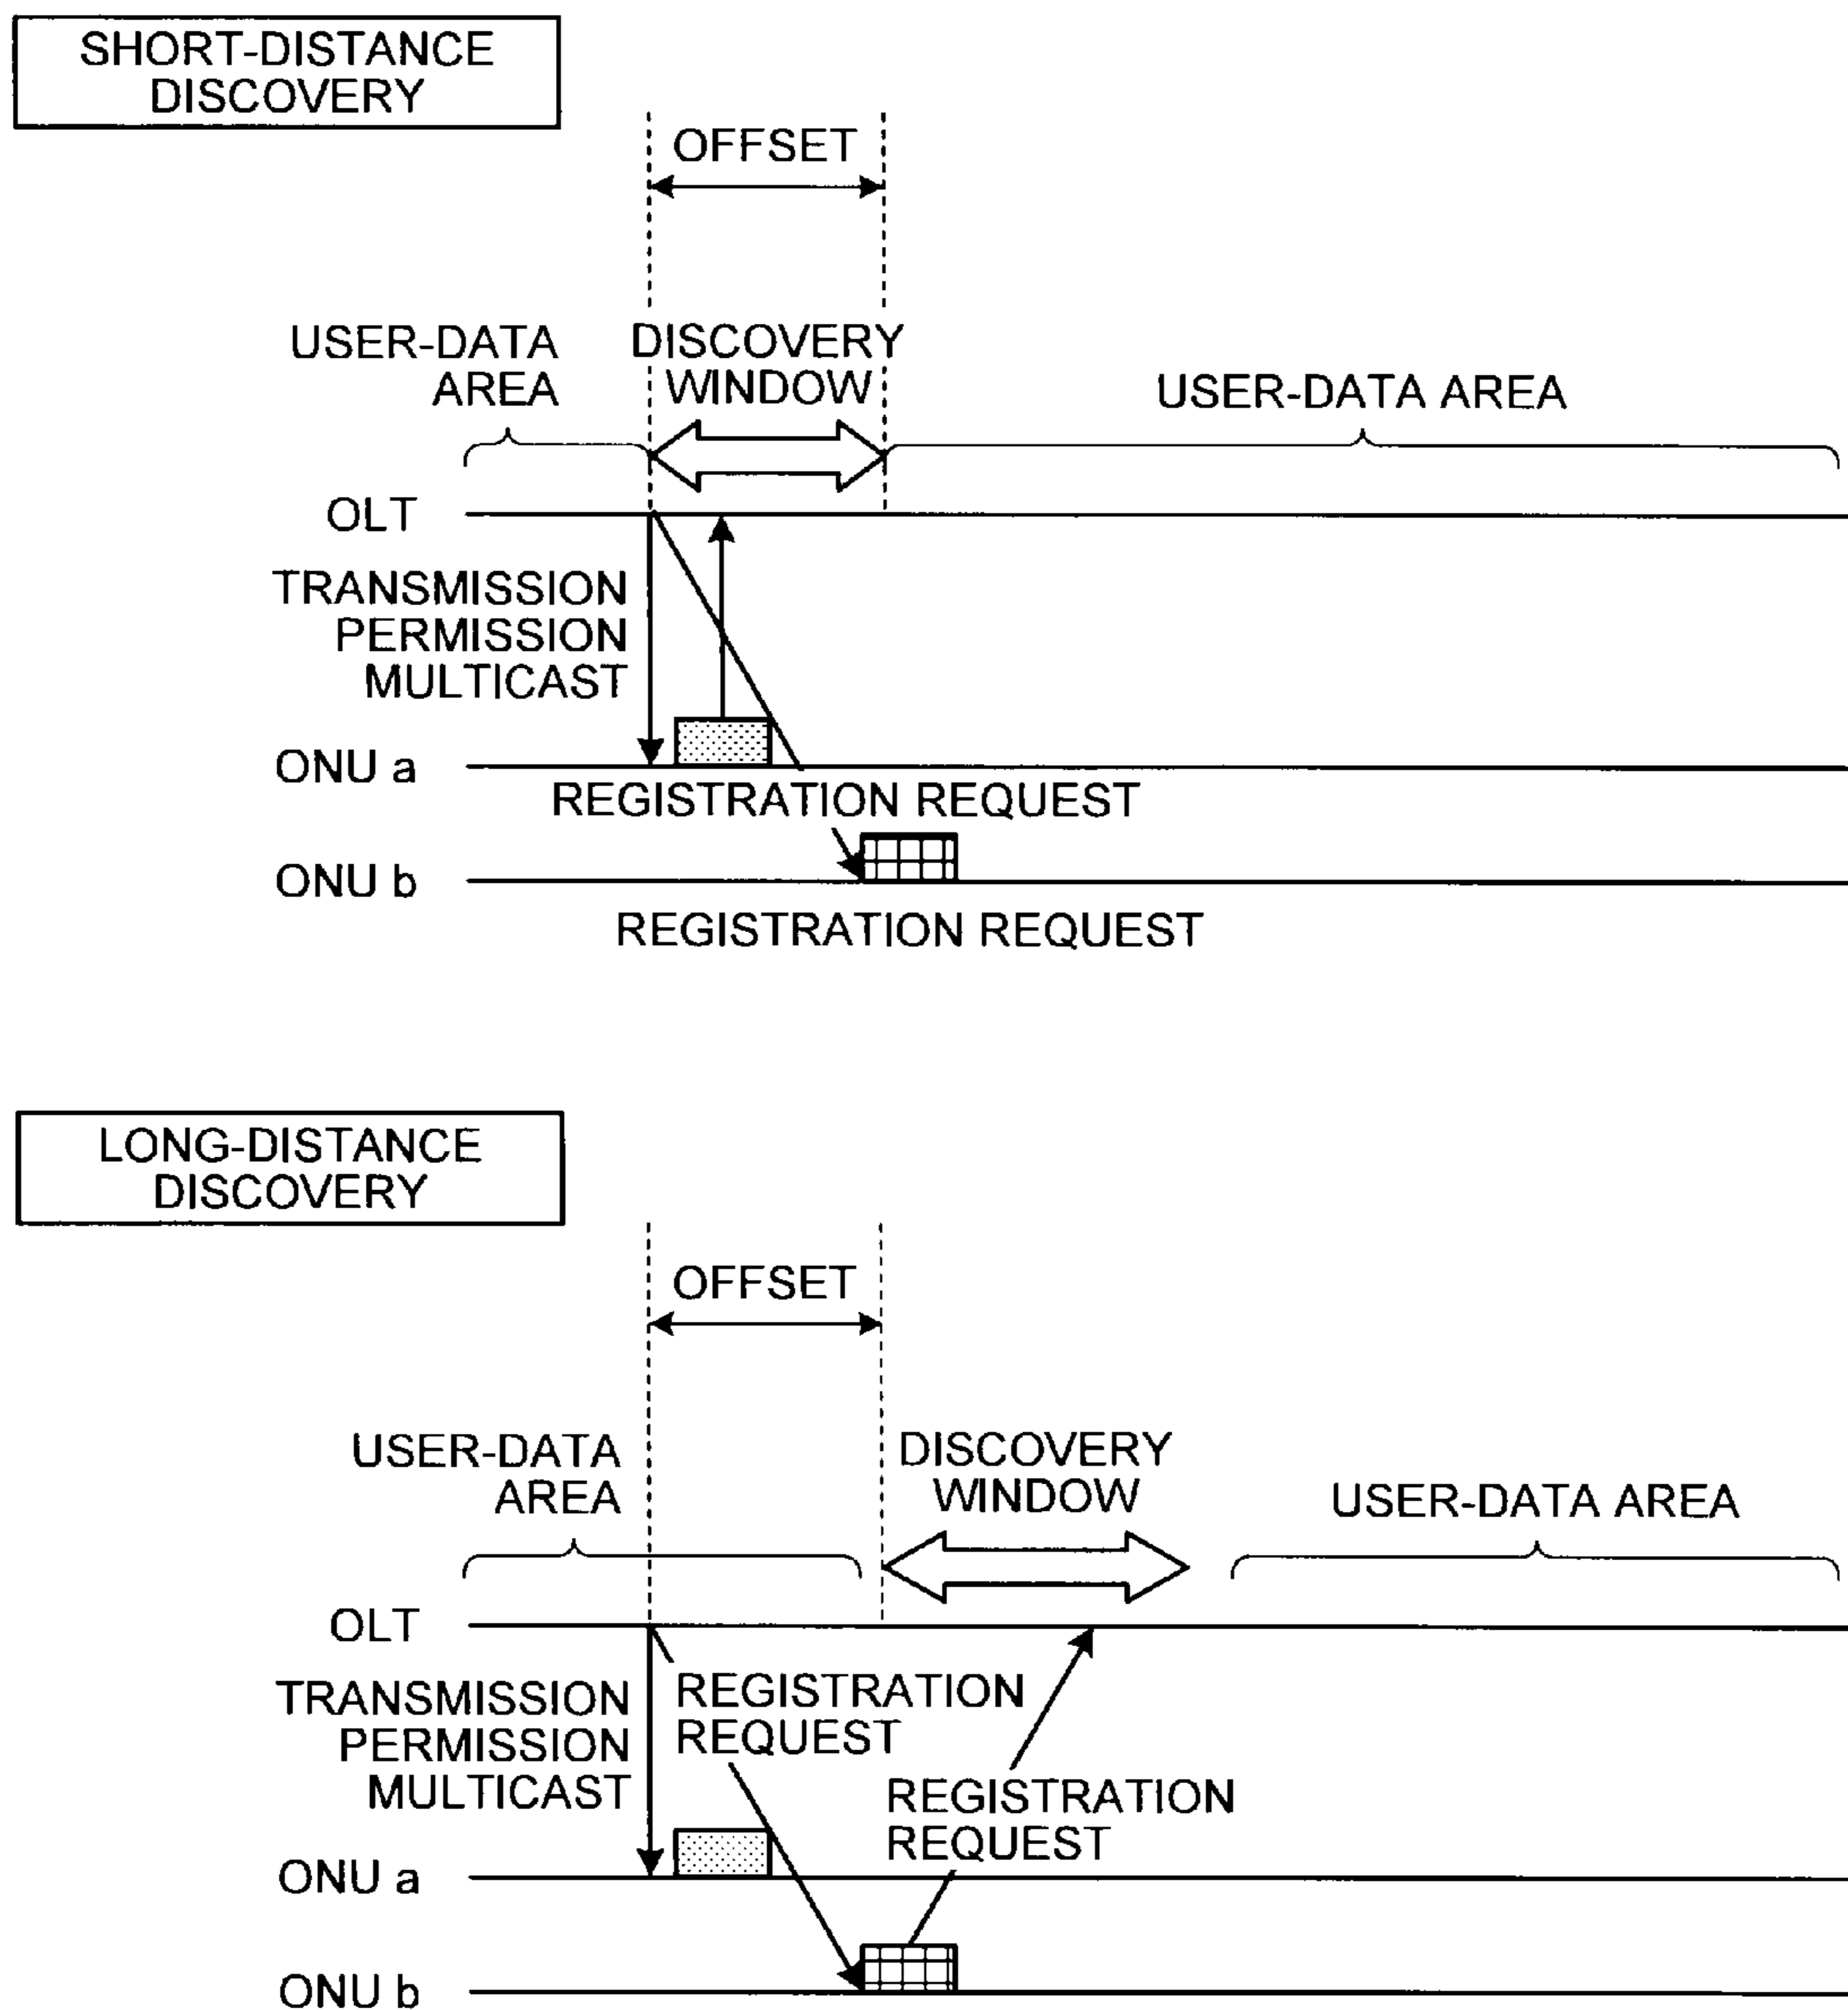 SHORT-DISTANCE
DISCOVERY
OFFSET
USER-DATA
AREA
DISCOVERY
WINDOW
USER-DATA AREA
OLT
TRANSMISSION
PERMISSION
MULTICAST
ONU a
REGISTRATION REQUEST
ONU b
REGISTRATION REQUEST
LONG-DISTANCE
DISCOVERY
OFFSET
USER-DATA
AREA
DISCOVERY
WINDOW
USER-DATA AREA
OLT
TRANSMISSION
PERMISSION
MULTICAST
REGISTRATION
REQUEST
REGISTRATION
REQUEST
ONU a
ONU b